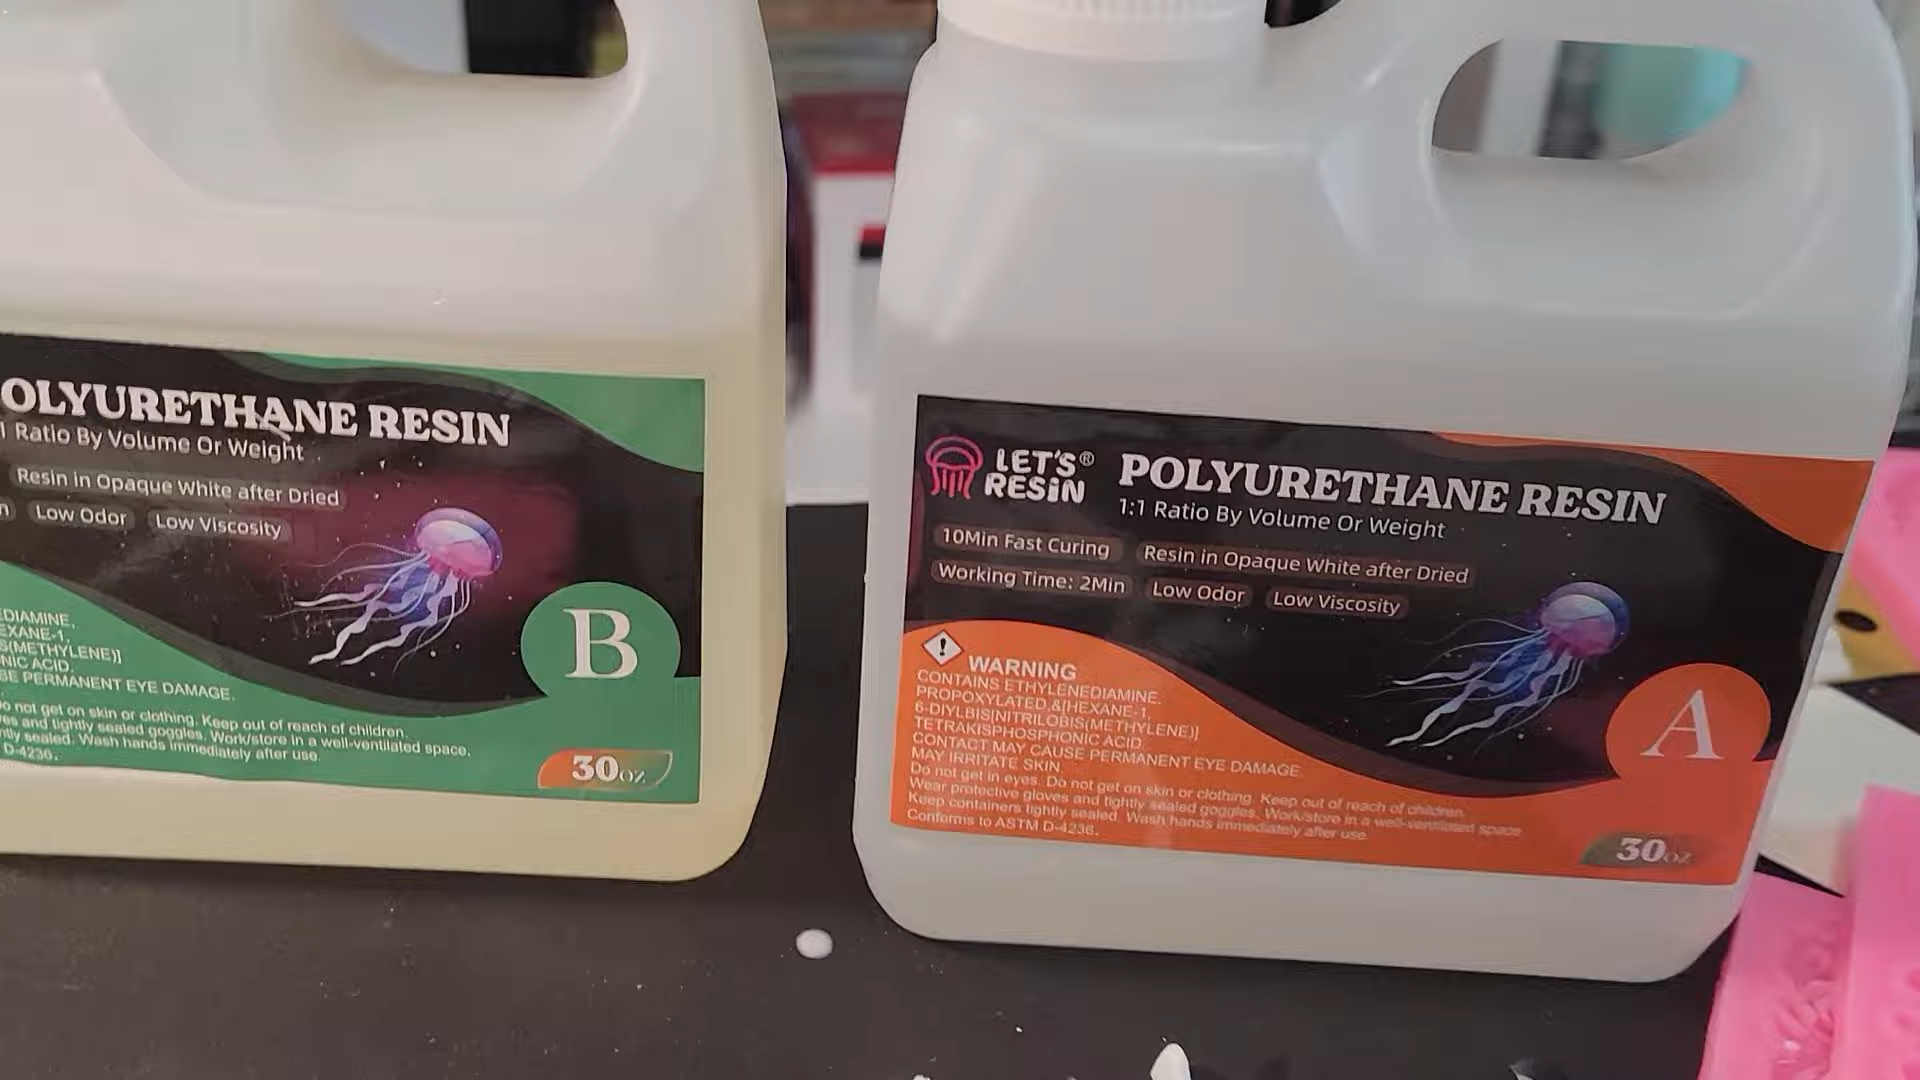 OLYURETHANE RESIN
1 Ratio By Volume Or Weight
Resin in Opaque White after Dried
n Low Odor Low Viscosity
EDIAMINE,
EXANE-1,
S(METHYLENE)]
NIC ACID.
SE PERMANENT EYE DAMAGE.
o not get on skin or clothing. Keep out of reach of children.
es and tightly sealed goggles. Work/store in a well-ventilated space.
ntly sealed. Wash hands immediately after use.
D-4236.
B
30OZ
LET'S®
RESIN
POLYURETHANE RESIN
1:1 Ratio By Volume Or Weight
10Min Fast Curing Resin in Opaque White after Dried
Working Time: 2Min Low Odor Low Viscosity
WARNING
CONTAINS ETHYLENEDIAMINE,
PROPOXYLATED,&[HEXANE-1,
6-DIYLBIS[NITRILOBIS(METHYLENE)]
TETRAKISPHOSPHONIC ACID.
CONTACT MAY CAUSE PERMANENT EYE DAMAGE.
MAY IRRITATE SKIN.
Do not get in eyes. Do not get on skin or clothing. Keep out of reach of children.
Wear protective gloves and tightly sealed goggles. Work/store in a well-ventilated space
Keep containers tightly sealed. Wash hands immediately after use.
Conforms to ASTM D-4236.
A
30OZ